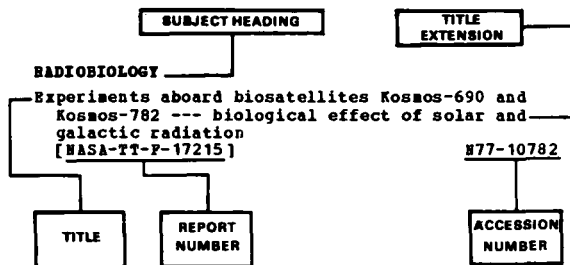 SUBJECT HEADING
TITLE EXTENSION
RADIOBIOLOGY
Experiments aboard biosatellites Kosmos-690 and
Kosmos-782 --- biological effect of solar and
galactic radiation
[NASA-TT-F-17215] N77-10782
TITLE
REPORT NUMBER
ACCESSION NUMBER